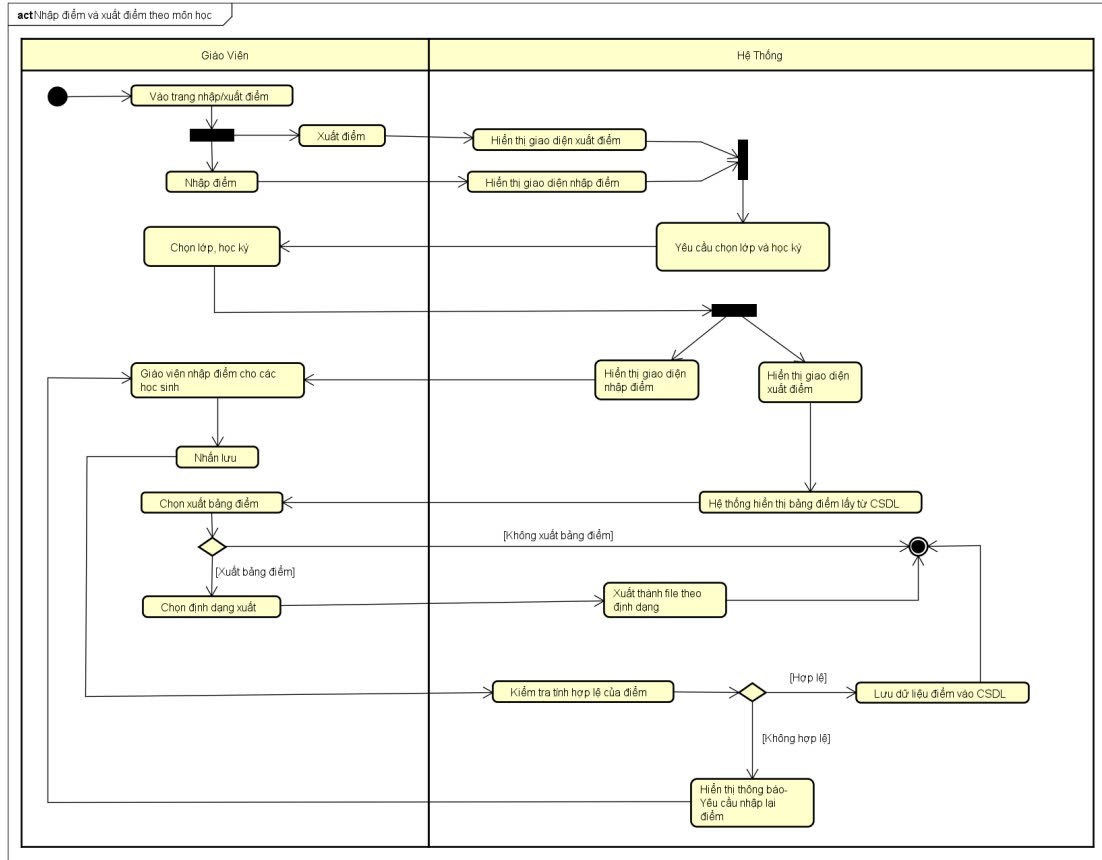 act Nhập điểm và xuất điểm theo môn học
Giáo Viên
Hệ Thống
Vào trang nhập/xuất điểm
Xuất điểm
Hiển thị giao diện xuất điểm
Nhập điểm
Hiển thị giao diện nhập điểm
Chọn lớp, học kỳ
Yêu cầu chọn lớp và học kỳ
Giáo viên nhập điểm cho các
học sinh
Hiển thị giao diện
nhập điểm
Hiển thị giao diện
xuất điểm
Nhấn lưu
Chọn xuất bảng điểm
Hệ thống hiển thị bảng điểm lấy từ CSDL
[Không xuất bảng điểm]
[Xuất bảng điểm]
Chọn định dạng xuất
Xuất thành file theo
định dạng
Kiểm tra tính hợp lệ của điểm
[Hợp lệ]
Lưu dữ liệu điểm vào CSDL
[Không hợp lệ]
Hiển thị thông báo-
Yêu cầu nhập lại
điểm